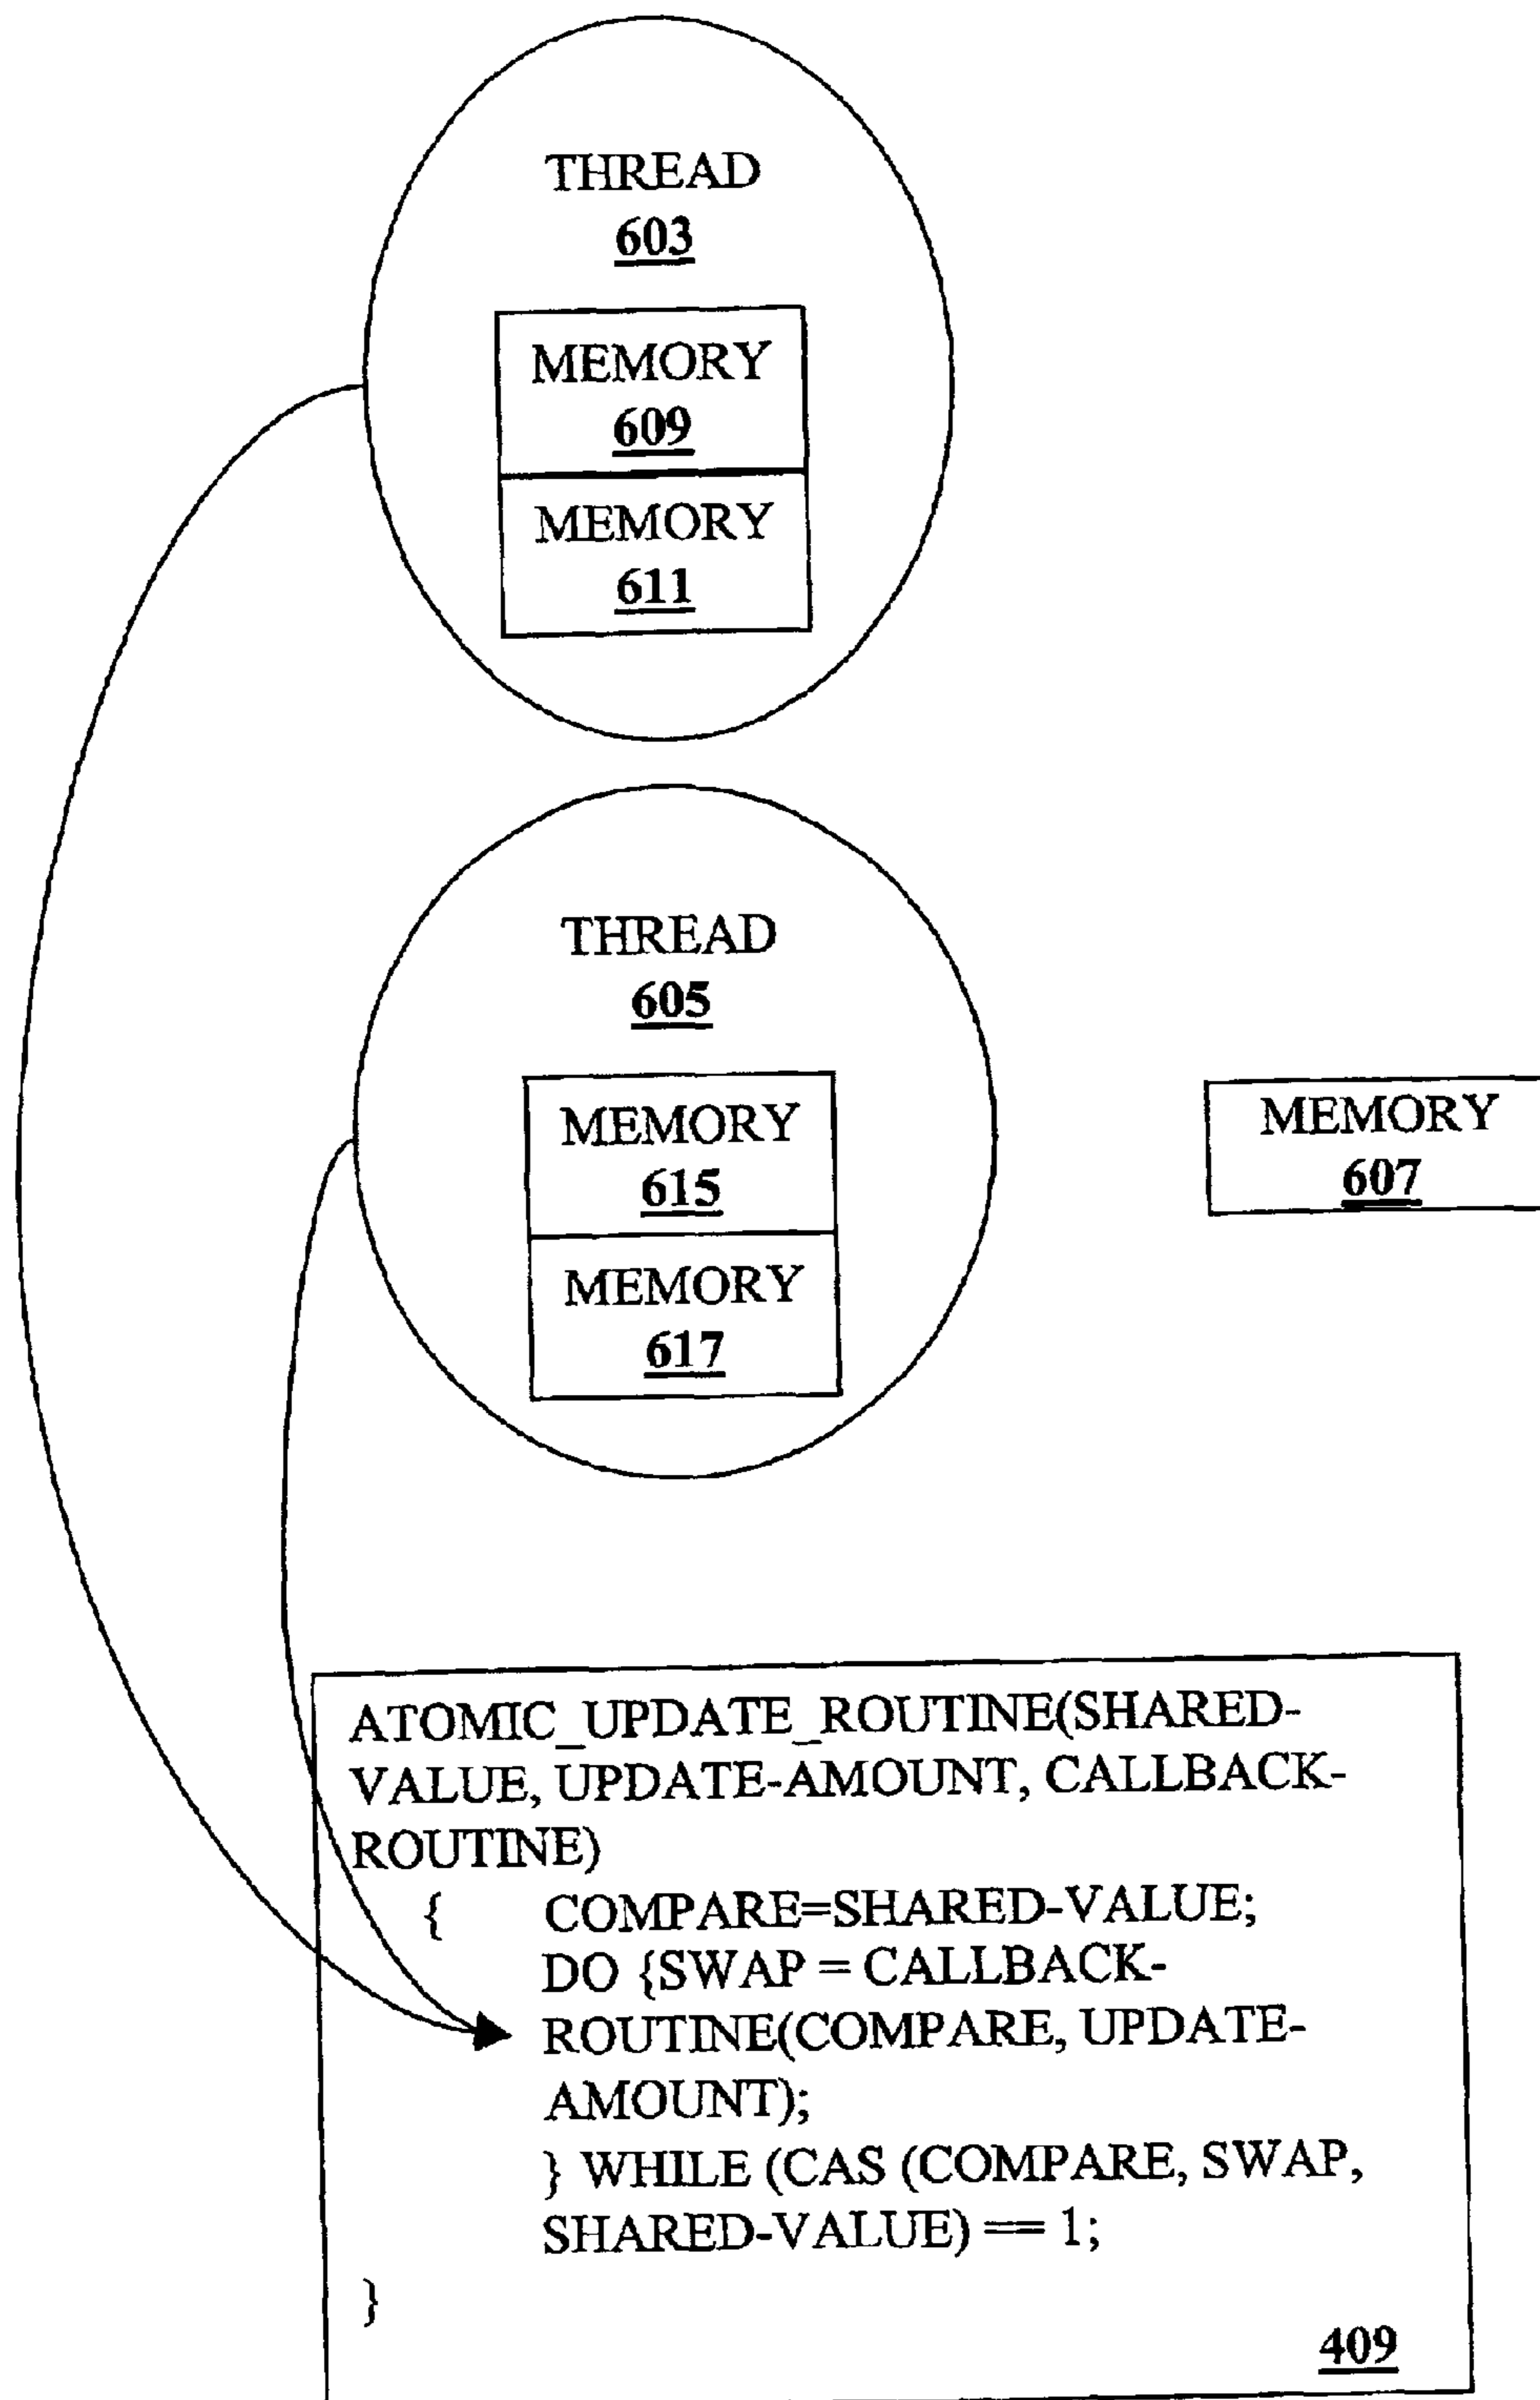 THREAD
603
MEMORY
609
MEMORY
611
THREAD
605
MEMORY
615
MEMORY
617
MEMORY
607
ATOMIC_UPDATE_ROUTINE(SHARED-
VALUE, UPDATE-AMOUNT, CALLBACK-
ROUTINE)
{ COMPARE=SHARED-VALUE;
DO {SWAP = CALLBACK-
ROUTINE(COMPARE, UPDATE-
AMOUNT);
} WHILE (CAS (COMPARE, SWAP,
SHARED-VALUE) == 1;
}
409